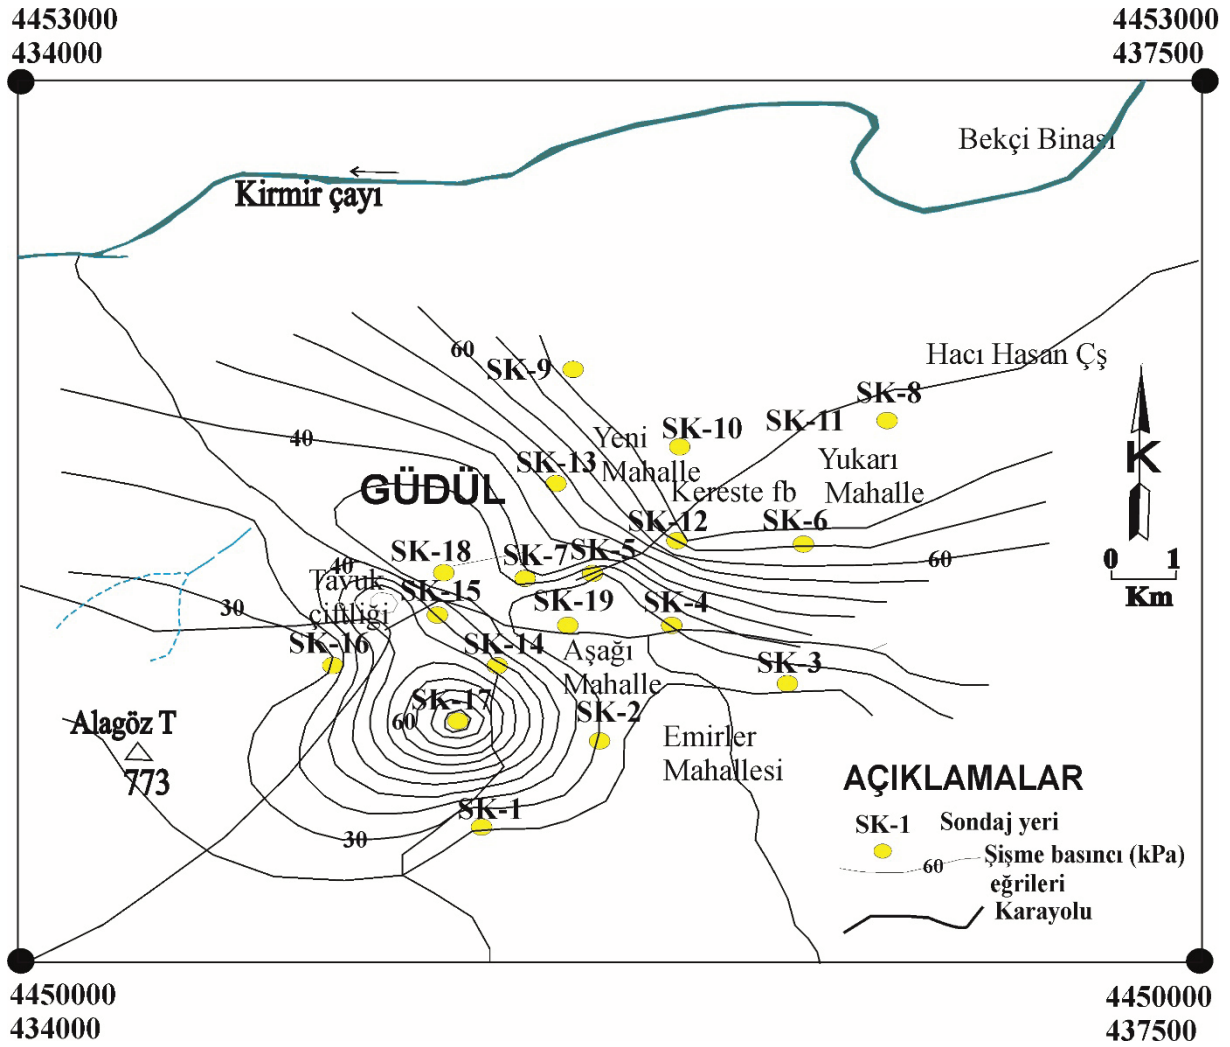 4453000
434000
4453000
437500
Bekçi Binası
Kirmir çayı
60
SK-9
Hacı Hasan Çş
SK-8
SK-11
SK-10
40
Yeni
Mahalle
SK-13
Yukarı
Mahalle
K
GÜDÜL
Kereste fb
SK-12
SK-6
SK-18
SK-7
SK-5
60
0 1
Km
40
Tavuk
çiftliği
SK-15
SK-19
SK-4
30
SK-16
SK-14
Aşağı
Mahalle
SK-3
SK-17
60
SK-2
Alagöz T
773
Emirler
Mahallesi
SK-1
30
AÇIKLAMALAR
SK-1 Sondaj yeri
60 Şişme basıncı (kPa)
eğrileri
Karayolu
4450000
434000
4450000
437500